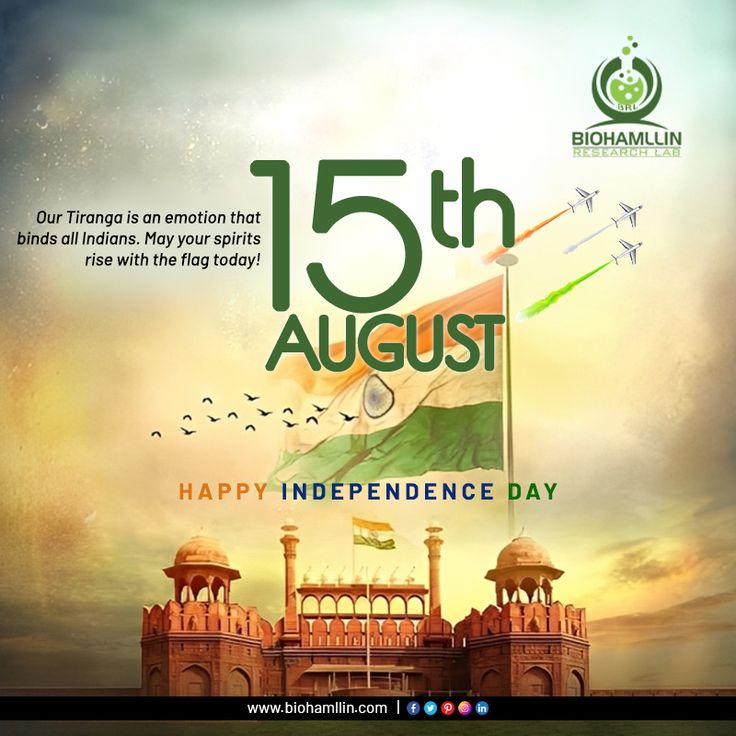 BRL
BIOHAMLLIN
RESEARCH LAB
15th
AUGUST
Our Tiranga is an emotion that
binds all Indians. May your spirits
rise with the flag today!
HAPPY INDEPENDENCE DAY
www.biohamllin.com |